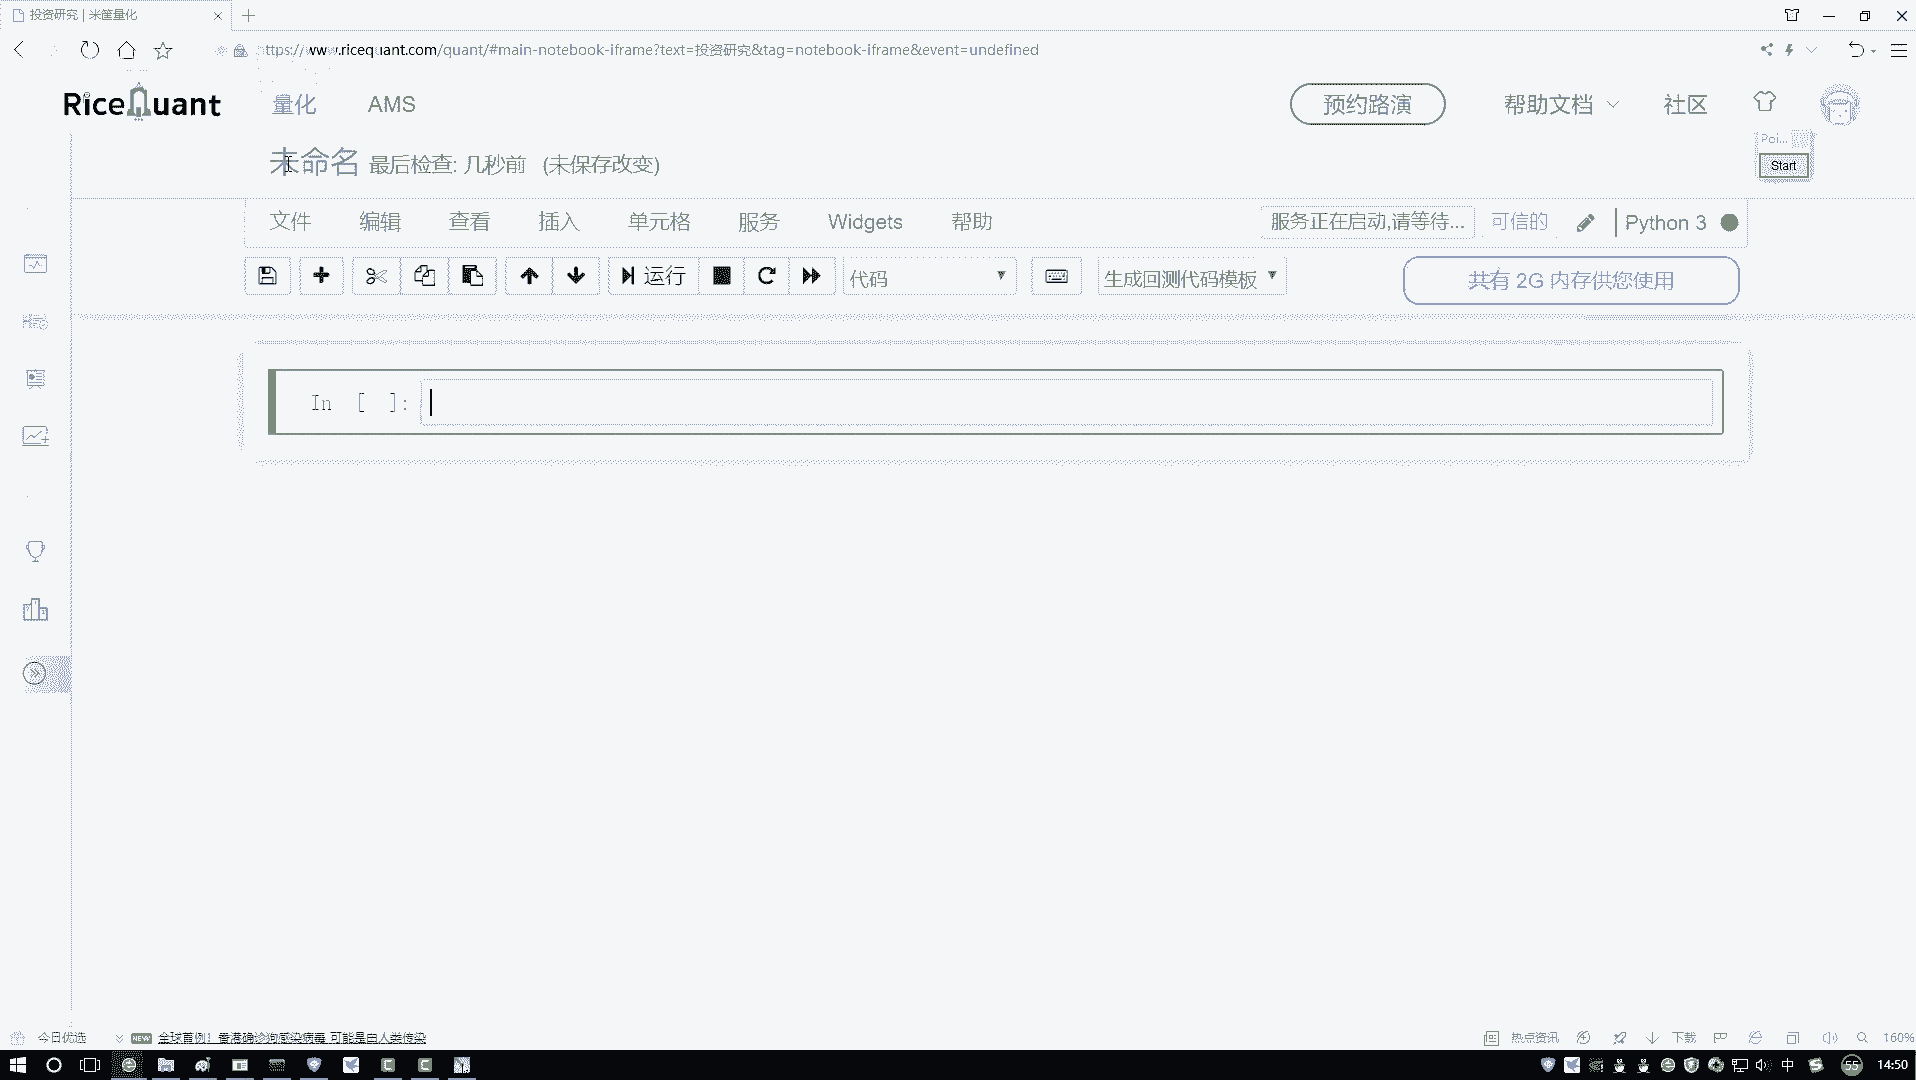 投资研究 | 米筐量化
ttps://www.ricequant.com/quant/#main-notebook-iframe?text=投资研究&tag=notebook-iframe&event=undefined
RiceQuant 量化 AMS 预约路演 帮助文档 社区
Poi...
Start
未命名 最后检查: 几秒前 (未保存改变)
文件 编辑 查看 插入 单元格 服务 Widgets 帮助 服务正在启动,请等待... 可信的 Python 3
运行 代码 生成回测代码模板 共有 2G 内存供您使用
In [ ]:
今日优选 NEW 全球首例！香港确诊狗感染病毒 可能是由人类传染 热点资讯 下载 160%
中 55 14:50